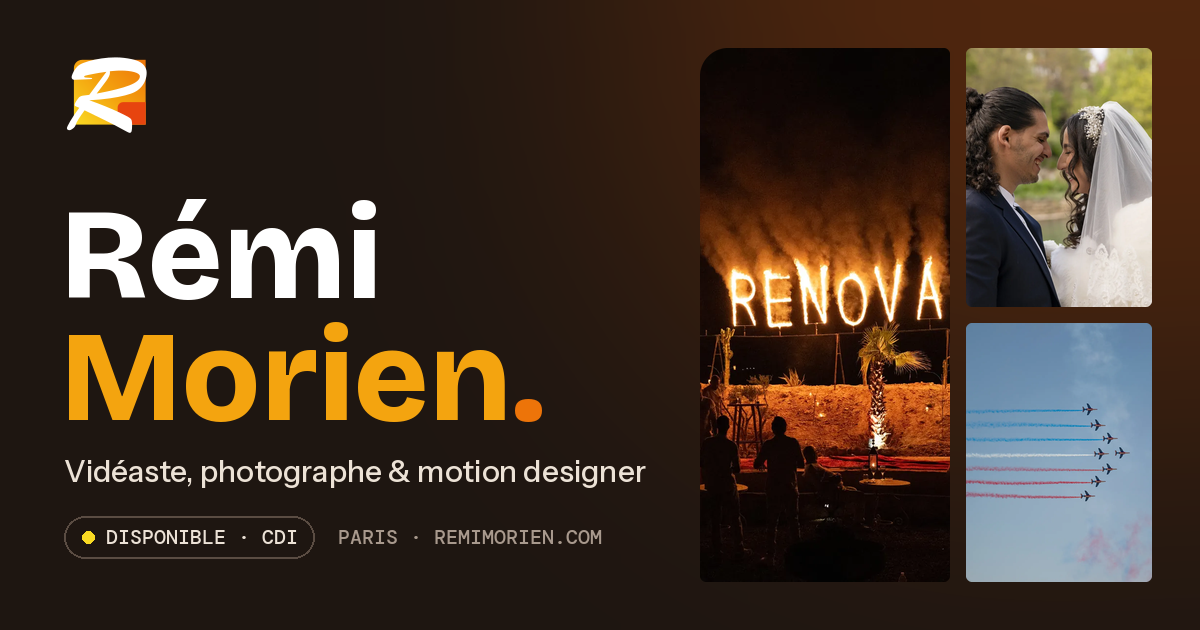 R
Rémi
Morien.
Vidéaste, photographe & motion designer
DISPONIBLE · CDI
PARIS · REMIMORIEN.COM
RENOVA